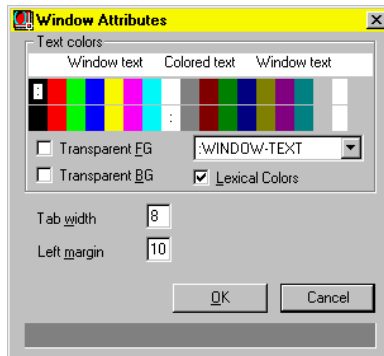 Window Attributes
Text colors
Window text Colored text Window text
:
:
Transparent FG :WINDOW-TEXT
Transparent BG Lexical Colors
Tab width 8
Left margin 10
OK Cancel